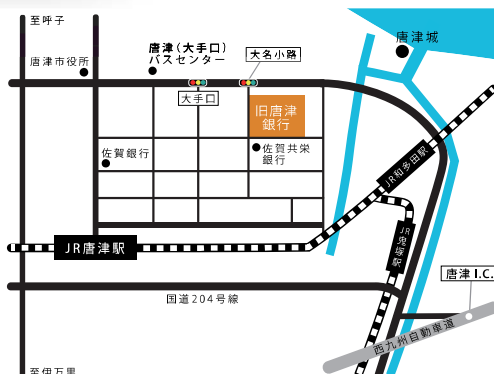 至呼子
唐津城
唐津（大手口）
バスセンター
大名小路
唐津市役所
大手口
旧唐津
銀行
佐賀銀行
佐賀共栄
銀行
JR和多田駅
JR唐津駅
JR
鬼塚駅
唐津 I.C.
国道204号線
西九州自動車道
至伊万里